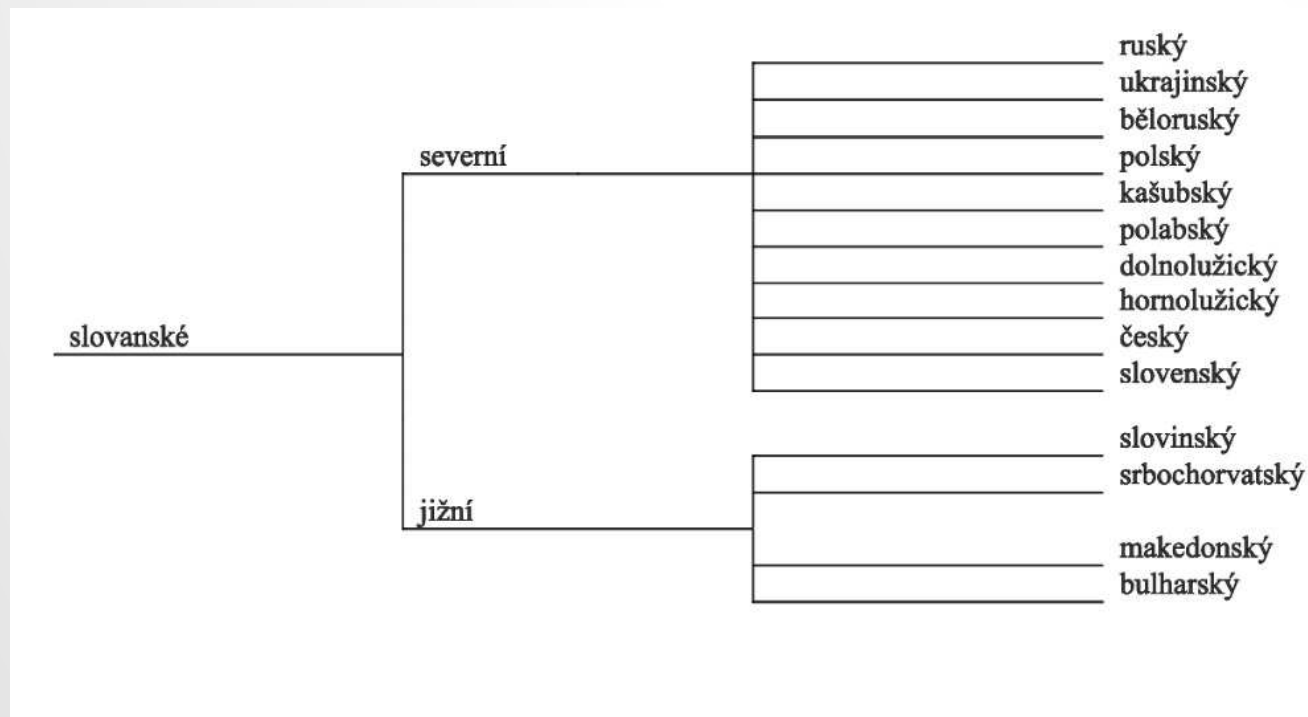 ruský
ukrajinský
běloruský
severní
polský
kašubský
polabský
dolnolužický
hornolužický
slovanské
český
slovenský
slovinský
srbochorvatský
jižní
makedonský
bulharský